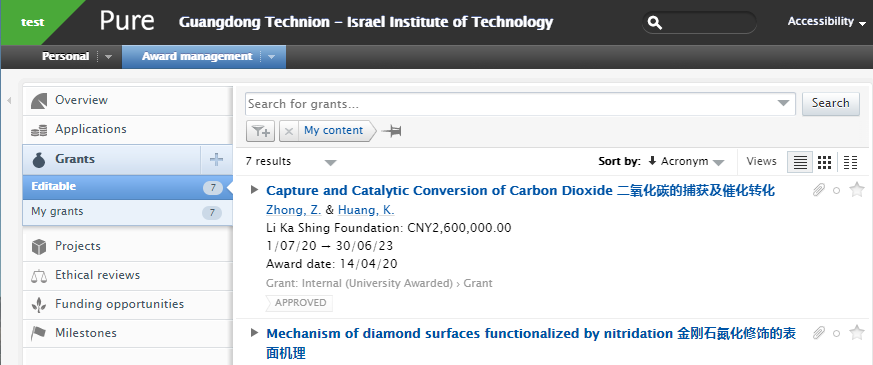 test
Pure
Guangdong Technion - Israel Institute of Technology
Accessibility
Personal
Award management
Overview
Applications
Grants
Editable 7
My grants 7
Projects
Ethical reviews
Funding opportunities
Milestones
Search for grants...
Search
My content
7 results
Sort by: Acronym
Views
Capture and Catalytic Conversion of Carbon Dioxide 二氧化碳的捕获及催化转化
Zhong, Z. & Huang, K.
Li Ka Shing Foundation: CNY2,600,000.00
1/07/20 → 30/06/23
Award date: 14/04/20
Grant: Internal (University Awarded) › Grant
APPROVED
Mechanism of diamond surfaces functionalized by nitridation 金刚石氮化修饰的表
面机理